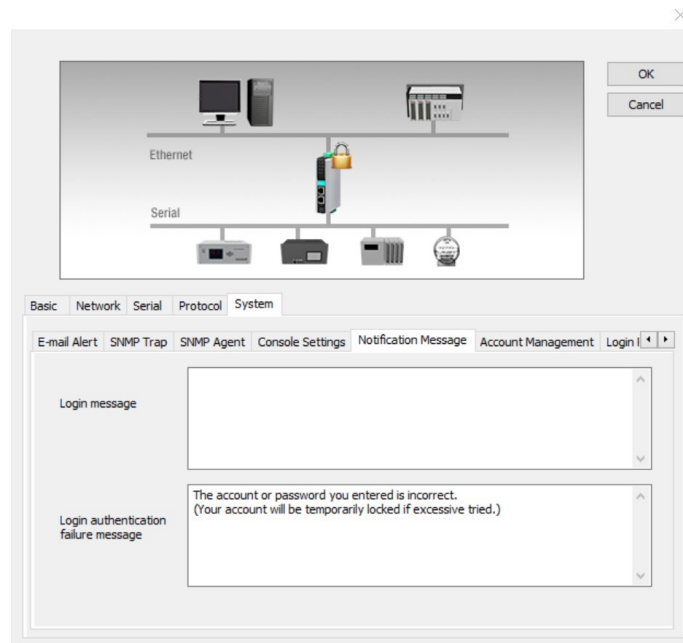 OK
Cancel
Ethernet
Serial
Basic Network Serial Protocol System
E-mail Alert SNMP Trap SNMP Agent Console Settings Notification Message Account Management Login
Login message
The account or password you entered is incorrect.
(Your account will be temporarily locked if excessive tried.)
Login authentication
failure message